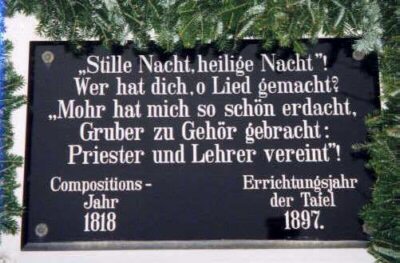 „Stille Nacht, heilige Nacht"!
Wer hat dich, o Lied gemacht?
„Mohr hat mich so schön erdacht,
Gruber zu Gehör gebracht:
Priester und Lehrer vereint"!
Compositions-
Jahr
1818
Errichtungsjahr
der Tafel
1897.